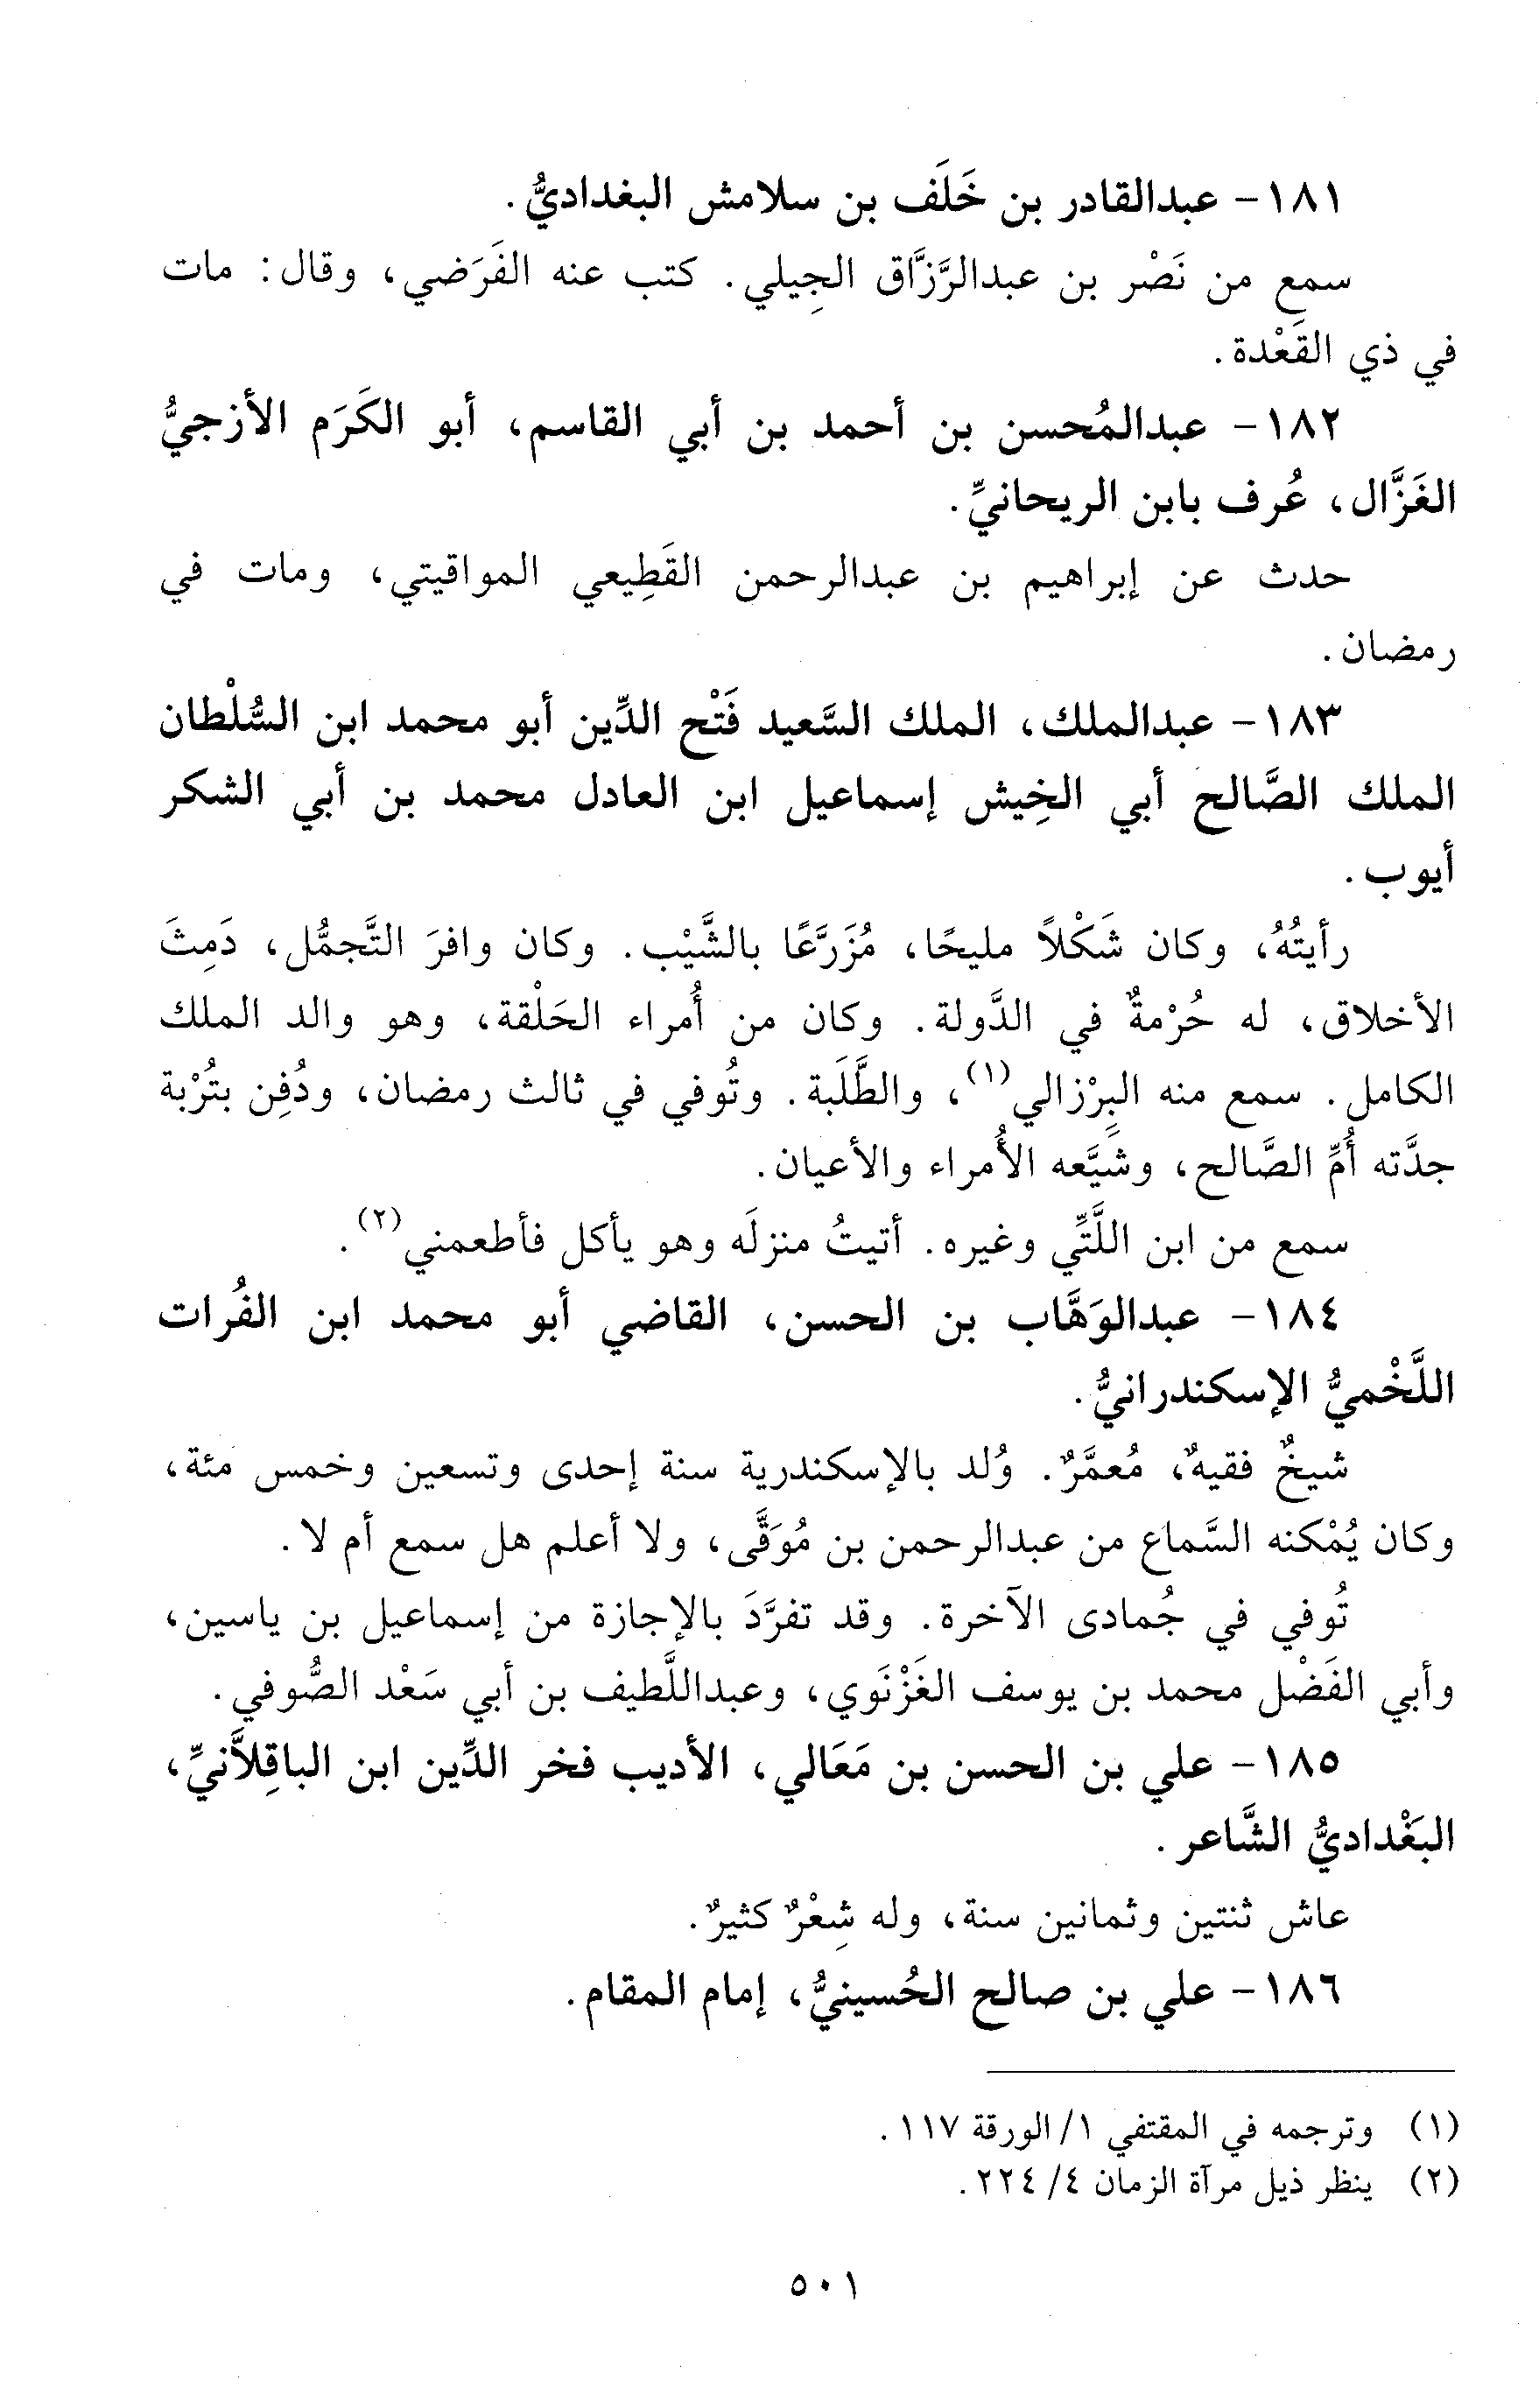 ١٨١- عبدالقادر بن خَلَف بن سلامش البغداديُّ.
سمع من نَصْر بن عبدالرَّزَّاق الجِيلي. كتب عنه الفَرَضي، وقال: مات
في ذي القَعْدة.
١٨٢- عبدالمُحسن بن أحمد بن أبي القاسم، أبو الكَرَم الأزجيُّ
الغَزَّال، عُرف بابن الريحانيِّ.
حدث عن إبراهيم بن عبدالرحمن القَطِيعي المواقيتي، ومات في
رمضان.
١٨٣- عبدالملك، الملك السَّعيد فَتْح الدِّين أبو محمد ابن السُّلْطان
الملك الصَّالح أبي الخِيش إسماعيل ابن العادل محمد بن أبي الشكر
أيوب.
رأيتُهُ، وكان شَكْلاً مليحًا، مُزَرَّعًا بالشَّيْب. وكان وافرَ التَّجمُّل، دَمِثَ
الأخلاق، له حُرْمةٌ في الدَّولة. وكان من أُمراء الحَلْقة، وهو والد الملك
الكامل. سمع منه البِرْزالي(١)، والطَّلَبة. وتُوفي في ثالث رمضان، ودُفِن بتُرْبة
جدَّته أُمِّ الصَّالح، وشَيَّعه الأُمراء والأعيان.
سمع من ابن اللَّتِّي وغيره. أتيتُ منزلَه وهو يأكل فأطعمني(٢).
١٨٤- عبدالوَهَّاب بن الحسن، القاضي أبو محمد ابن الفُرات
اللَّخْميُّ الإسكندرانيُّ.
شيخٌ فقيهٌ، مُعمَّرٌ. وُلد بالإسكندرية سنة إحدى وتسعين وخمس مئة،
وكان يُمْكنه السَّماع من عبدالرحمن بن مُوَقَّى، ولا أعلم هل سمع أم لا.
تُوفي في جُمادى الآخرة. وقد تفرَّدَ بالإجازة من إسماعيل بن ياسين،
وأبي الفَضْل محمد بن يوسف الغَزْنَوي، وعبداللَّطيف بن أبي سَعْد الصُّوفي.
١٨٥- علي بن الحسن بن مَعَالي، الأديب فخر الدِّين ابن الباقِلاَّنيِّ،
البَغْداديُّ الشَّاعر.
عاش ثنتين وثمانين سنة، وله شِعْرٌ كثيرٌ.
١٨٦- علي بن صالح الحُسينيُّ، إمام المقام.
(١) وترجمه في المقتفي ١/ الورقة ١١٧.
(٢) ينظر ذيل مرآة الزمان ٤/ ٢٢٤.
٥٠١